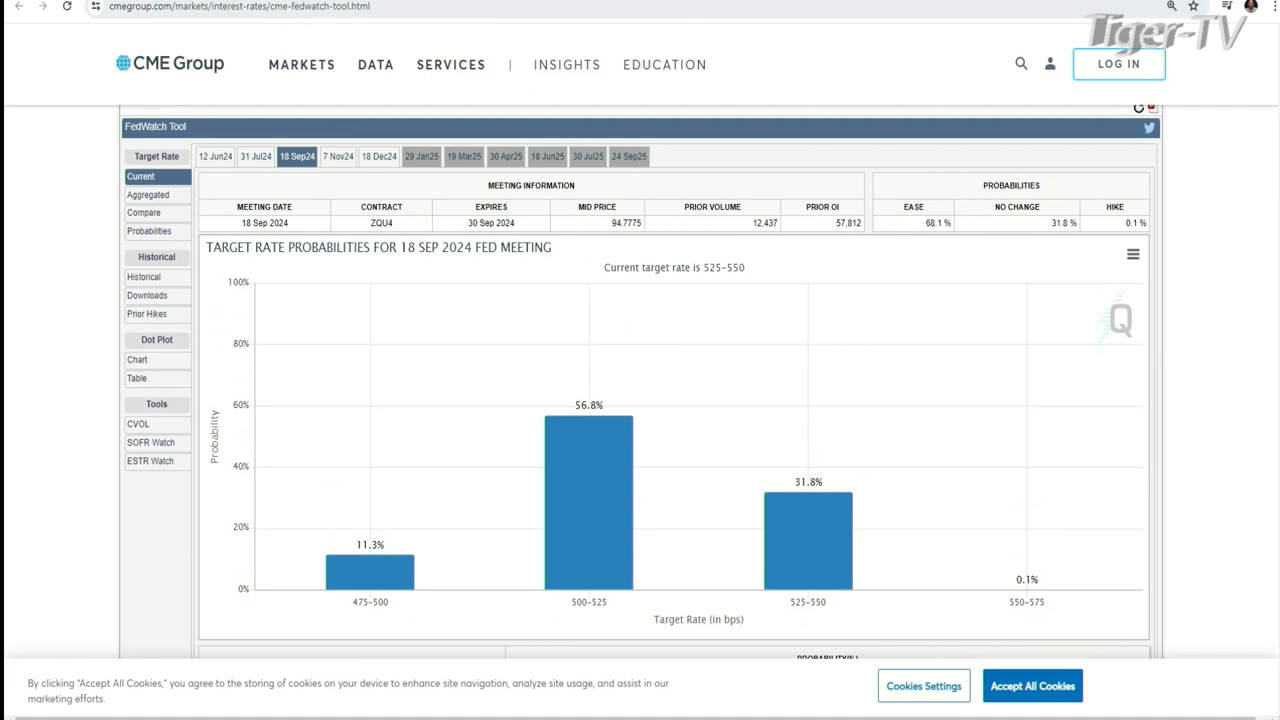 cmegroup.com/markets/interest-rates/cme-fedwatch-tool.html
Tiger-TV
CME Group
MARKETS DATA SERVICES | INSIGHTS EDUCATION
LOG IN
FedWatch Tool
Target Rate
Current
Aggregated
Compare
Probabilities
Historical
Historical
Downloads
Prior Hikes
Dot Plot
Chart
Table
Tools
CVOL
SOFR Watch
ESTR Watch
12 Jun24 31 Jul24 18 Sep24 7 Nov24 18 Dec24 29 Jan25 19 Mar25 30 Apr25 18 Jun25 30 Jul25 24 Sep25
MEETING INFORMATION
MEETING DATE CONTRACT EXPIRES MID PRICE PRIOR VOLUME PRIOR OI
18 Sep 2024 ZQU4 30 Sep 2024 94.7775 12,437 57,812
PROBABILITIES
EASE NO CHANGE HIKE
68.1 % 31.8 % 0.1 %
TARGET RATE PROBABILITIES FOR 18 SEP 2024 FED MEETING
Current target rate is 525-550
Q
Probability
100%
80%
60%
40%
20%
0%
11.3%
56.8%
31.8%
0.1%
475-500 500-525 525-550 550-575
Target Rate (in bps)
PROBABILITY(%)
By clicking "Accept All Cookies," you agree to the storing of cookies on your device to enhance site navigation, analyze site usage, and assist in our
marketing efforts.
Cookies Settings
Accept All Cookies